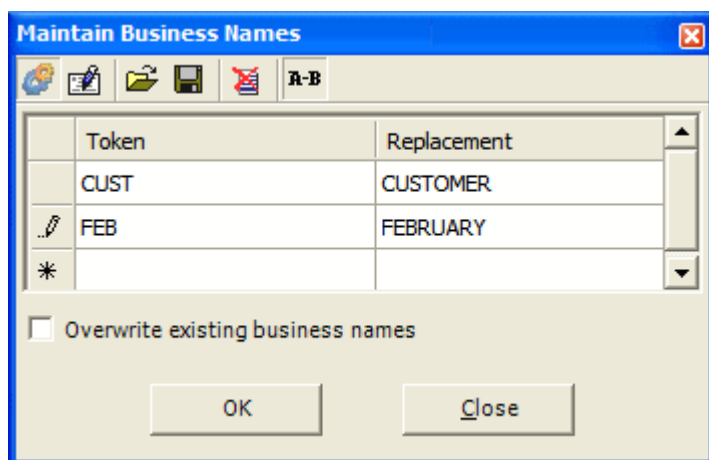 Maintain Business Names
A-B
Token Replacement
CUST CUSTOMER
FEB FEBRUARY
Overwrite existing business names
OK Close